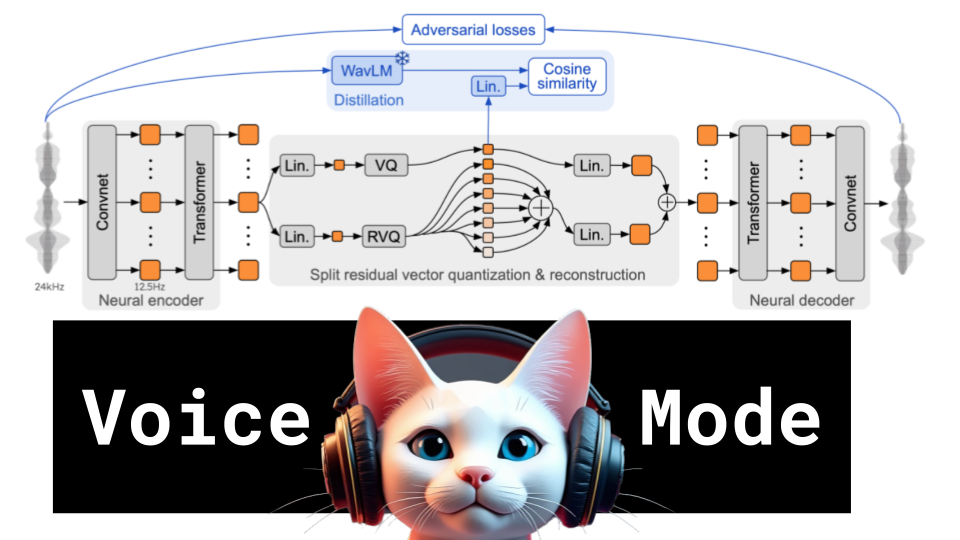 Adversarial losses
WavLM
Cosine
similarity
Lin.
Distillation
Convnet
Transformer
Lin.
VQ
Lin.
RVQ
Lin.
Lin.
Split residual vector quantization & reconstruction
Transformer
Convnet
24kHz
12.5Hz
Neural encoder
Neural decoder
Voice Mode